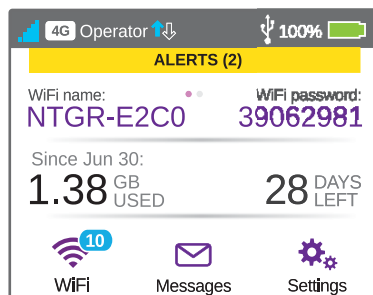 4G Operator 100%
ALERTS (2)
WiFi name: WiFi password:
NTGR-E2C0 39062981
Since Jun 30:
1.38 GB USED 28 DAYS LEFT
10
WiFi Messages Settings